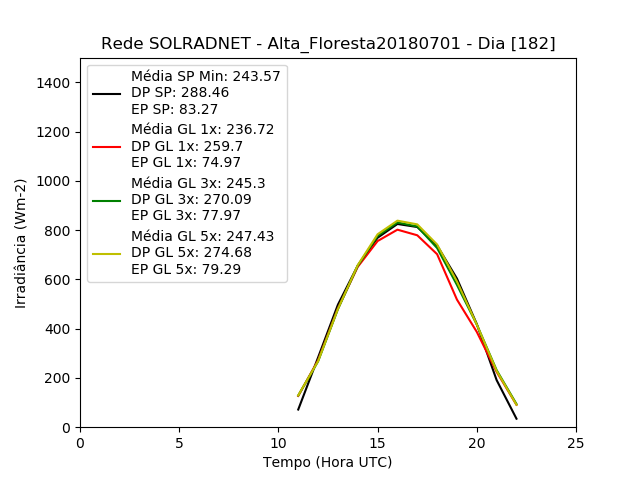 Rede SOLRADNET - Alta_Floresta20180701 - Dia [182]
Média SP Min: 243.57
DP SP: 288.46
EP SP: 83.27
Média GL 1x: 236.72
DP GL 1x: 259.7
EP GL 1x: 74.97
Média GL 3x: 245.3
DP GL 3x: 270.09
EP GL 3x: 77.97
Média GL 5x: 247.43
DP GL 5x: 274.68
EP GL 5x: 79.29
Irradiância (Wm-2)
1400
1200
1000
800
600
400
200
0
0 5 10 15 20 25
Tempo (Hora UTC)